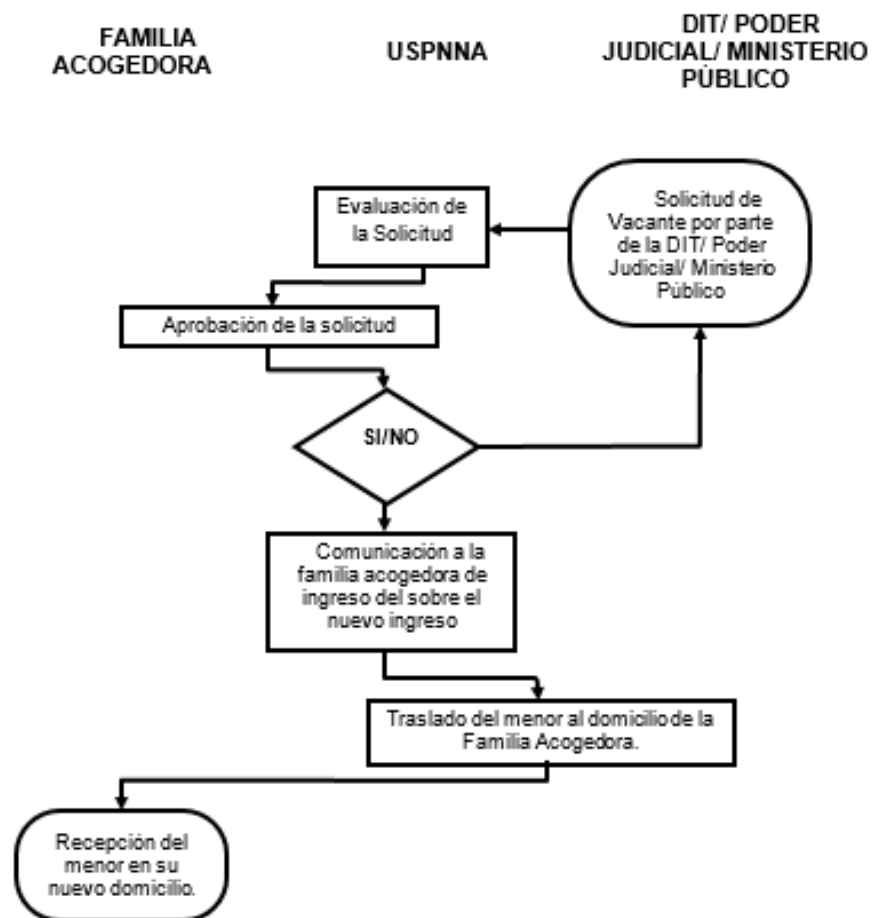 FAMILIA
ACOGEDORA
USPNNA
DIT/ PODER
JUDICIAL/ MINISTERIO
PÚBLICO
Solicitud de
Vacante por parte
de la DIT/ Poder
Judicial/ Ministerio
Público
Evaluación de
la Solicitud
Aprobación de la solicitud
SI/NO
Comunicación a la
familia acogedora de
ingreso del sobre el
nuevo ingreso
Traslado del menor al domicilio de la
Familia Acogedora.
Recepción del
menor en su
nuevo domicilio.